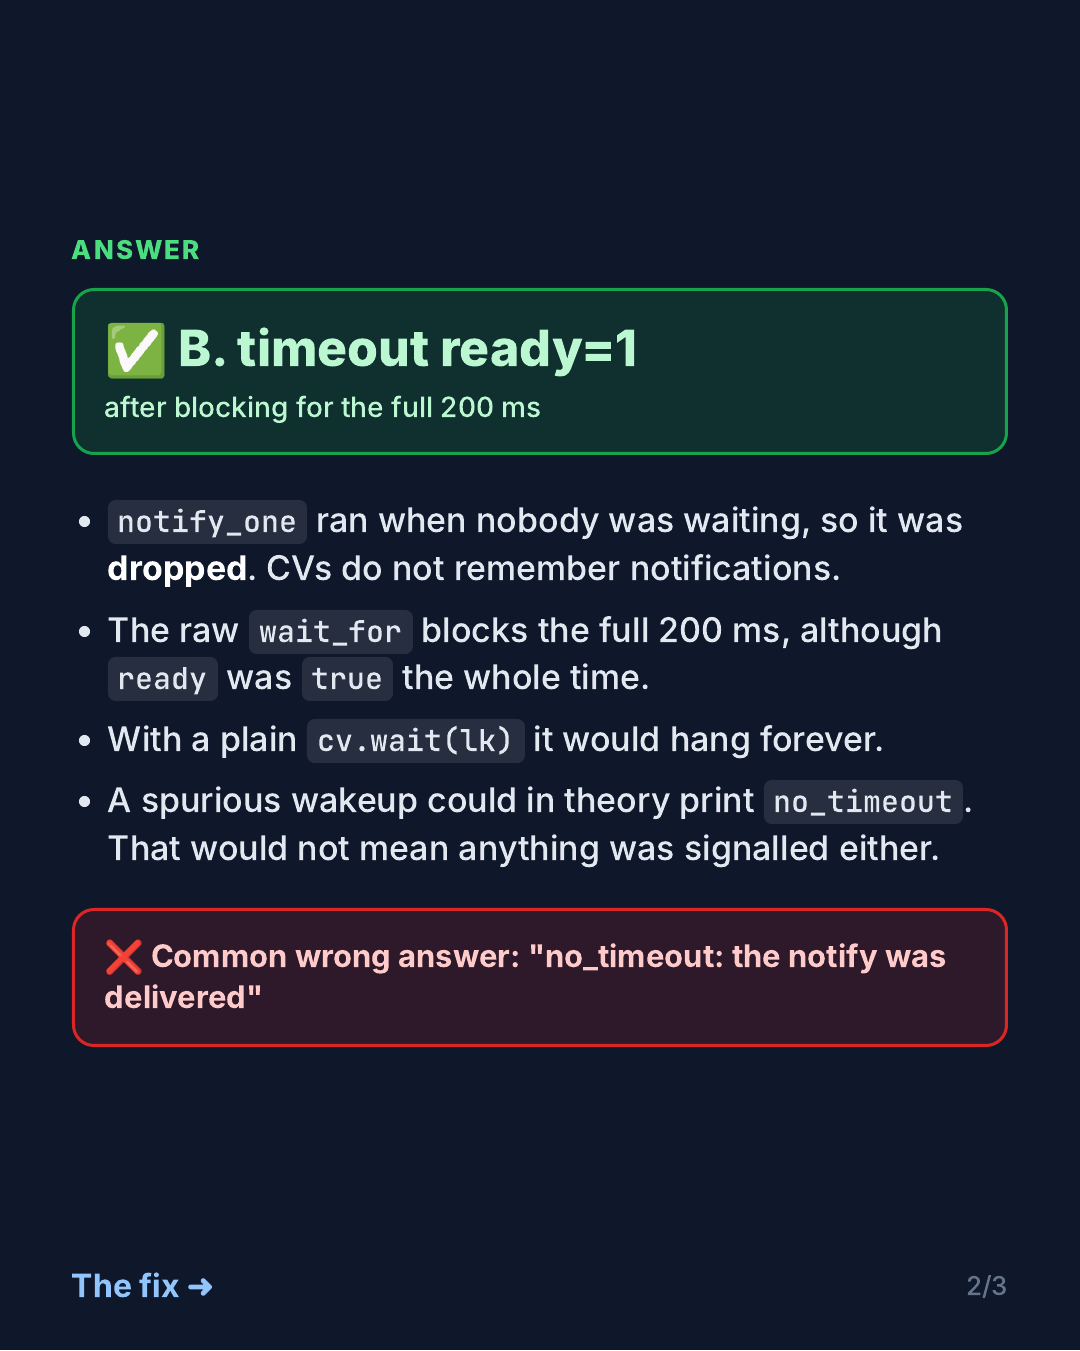 ANSWER
✅ B. timeout ready=1
after blocking for the full 200 ms
• notify_one ran when nobody was waiting, so it was
dropped. CVs do not remember notifications.
• The raw wait_for blocks the full 200 ms, although
ready was true the whole time.
• With a plain cv.wait(lk) it would hang forever.
• A spurious wakeup could in theory print no_timeout.
That would not mean anything was signalled either.
❌ Common wrong answer: "no_timeout: the notify was
delivered"
The fix ➜
2/3